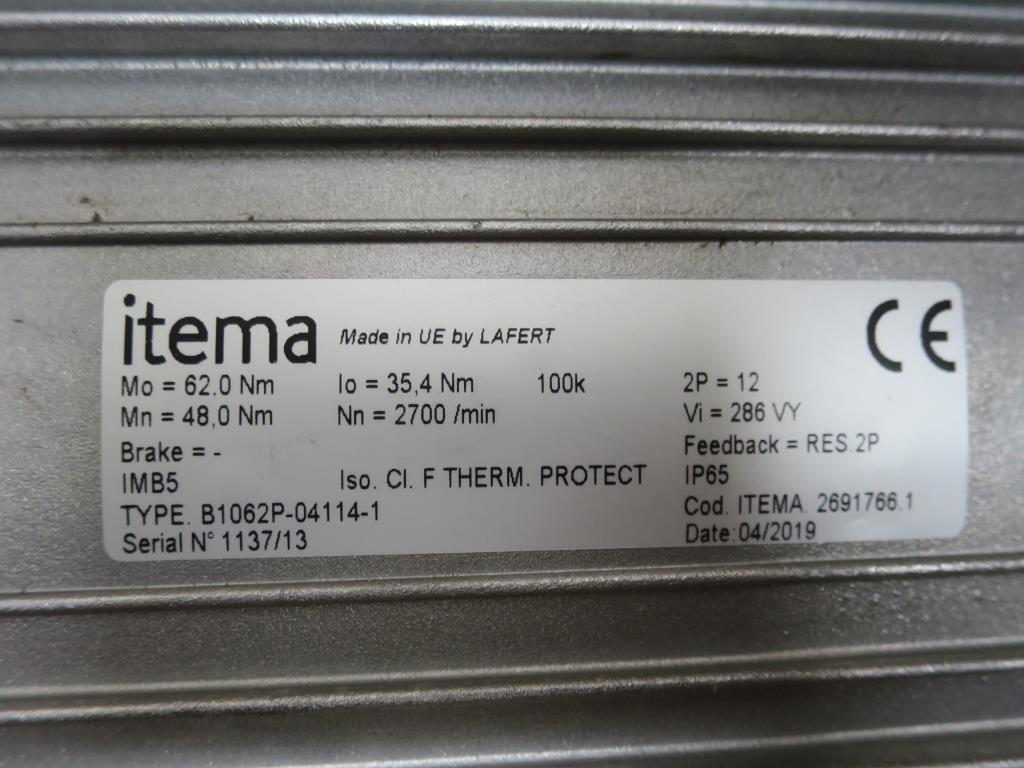 itema Made in UE by LAFERT CE
Mo = 62,0 Nm Io = 35,4 Nm 100k 2P = 12
Mn = 48,0 Nm Nn = 2700 /min Vi = 286 VY
Brake = - Feedback = RES.2P
IMB5 Iso. Cl. F THERM. PROTECT IP65
TYPE. B1062P-04114-1 Cod. ITEMA 2691766.1
Serial N° 1137/13 Date:04/2019